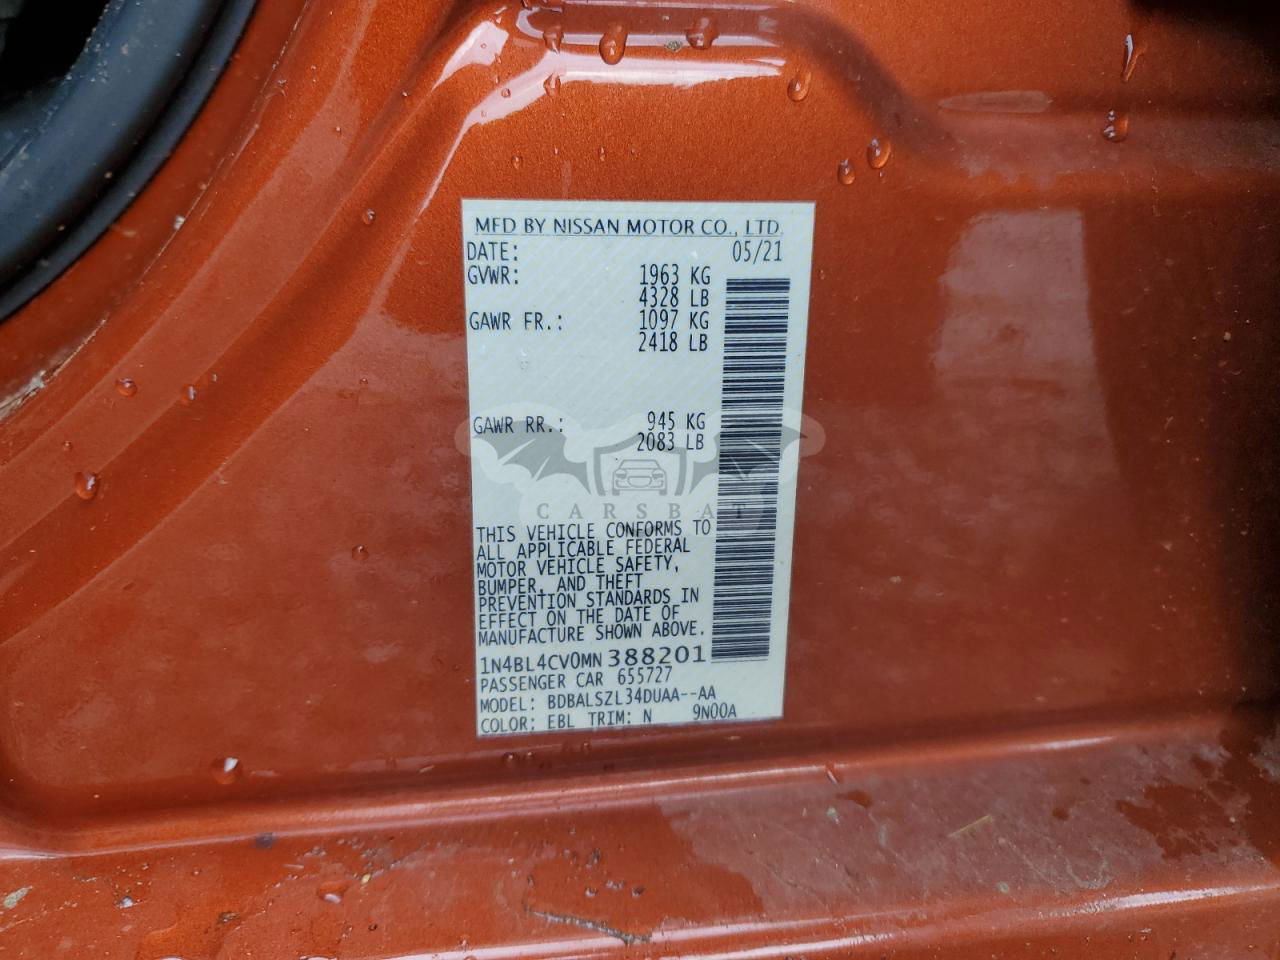 MFD BY NISSAN MOTOR CO., LTD.
DATE: 05/21
GVWR: 1963 KG
4328 LB
GAWR FR.: 1097 KG
2418 LB
GAWR RR.: 945 KG
2083 LB
CARSBAT
THIS VEHICLE CONFORMS TO
ALL APPLICABLE FEDERAL
MOTOR VEHICLE SAFETY,
BUMPER, AND THEFT
PREVENTION STANDARDS IN
EFFECT ON THE DATE OF
MANUFACTURE SHOWN ABOVE.
1N4BL4CV0MN388201
PASSENGER CAR 655727
MODEL: BDBALSZL34DUAA--AA
COLOR: EBL TRIM: N 9N00A